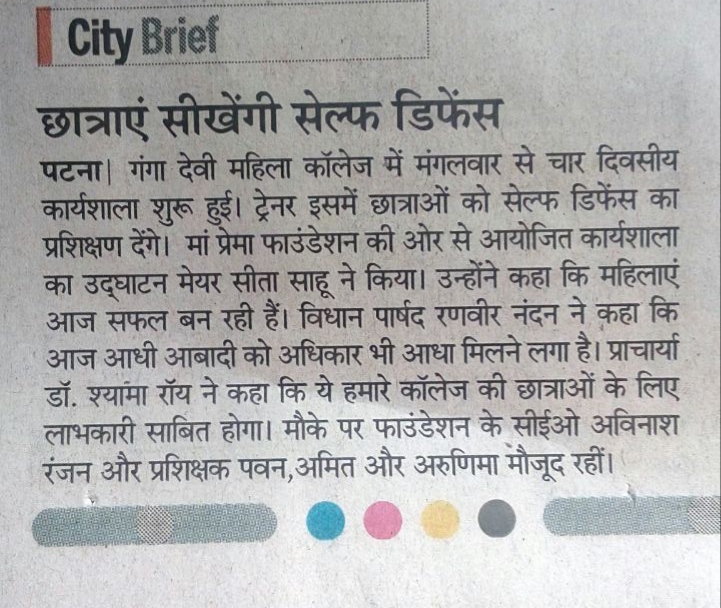 City Brief
छात्राएं सीखेंगी सेल्फ डिफेंस
पटना| गंगा देवी महिला कॉलेज में मंगलवार से चार दिवसीय
कार्यशाला शुरू हुई। ट्रेनर इसमें छात्राओं को सेल्फ डिफेंस का
प्रशिक्षण देंगे। मां प्रेमा फाउंडेशन की ओर से आयोजित कार्यशाला
का उद्घाटन मेयर सीता साहू ने किया। उन्होंने कहा कि महिलाएं
आज सफल बन रही हैं। विधान पार्षद रणवीर नंदन ने कहा कि
आज आधी आबादी को अधिकार भी आधा मिलने लगा है। प्राचार्या
डॉ. श्यामा रॉय ने कहा कि ये हमारे कॉलेज की छात्राओं के लिए
लाभकारी साबित होगा। मौके पर फाउंडेशन के सीईओ अविनाश
रंजन और प्रशिक्षक पवन,अमित और अरुणिमा मौजूद रहीं।